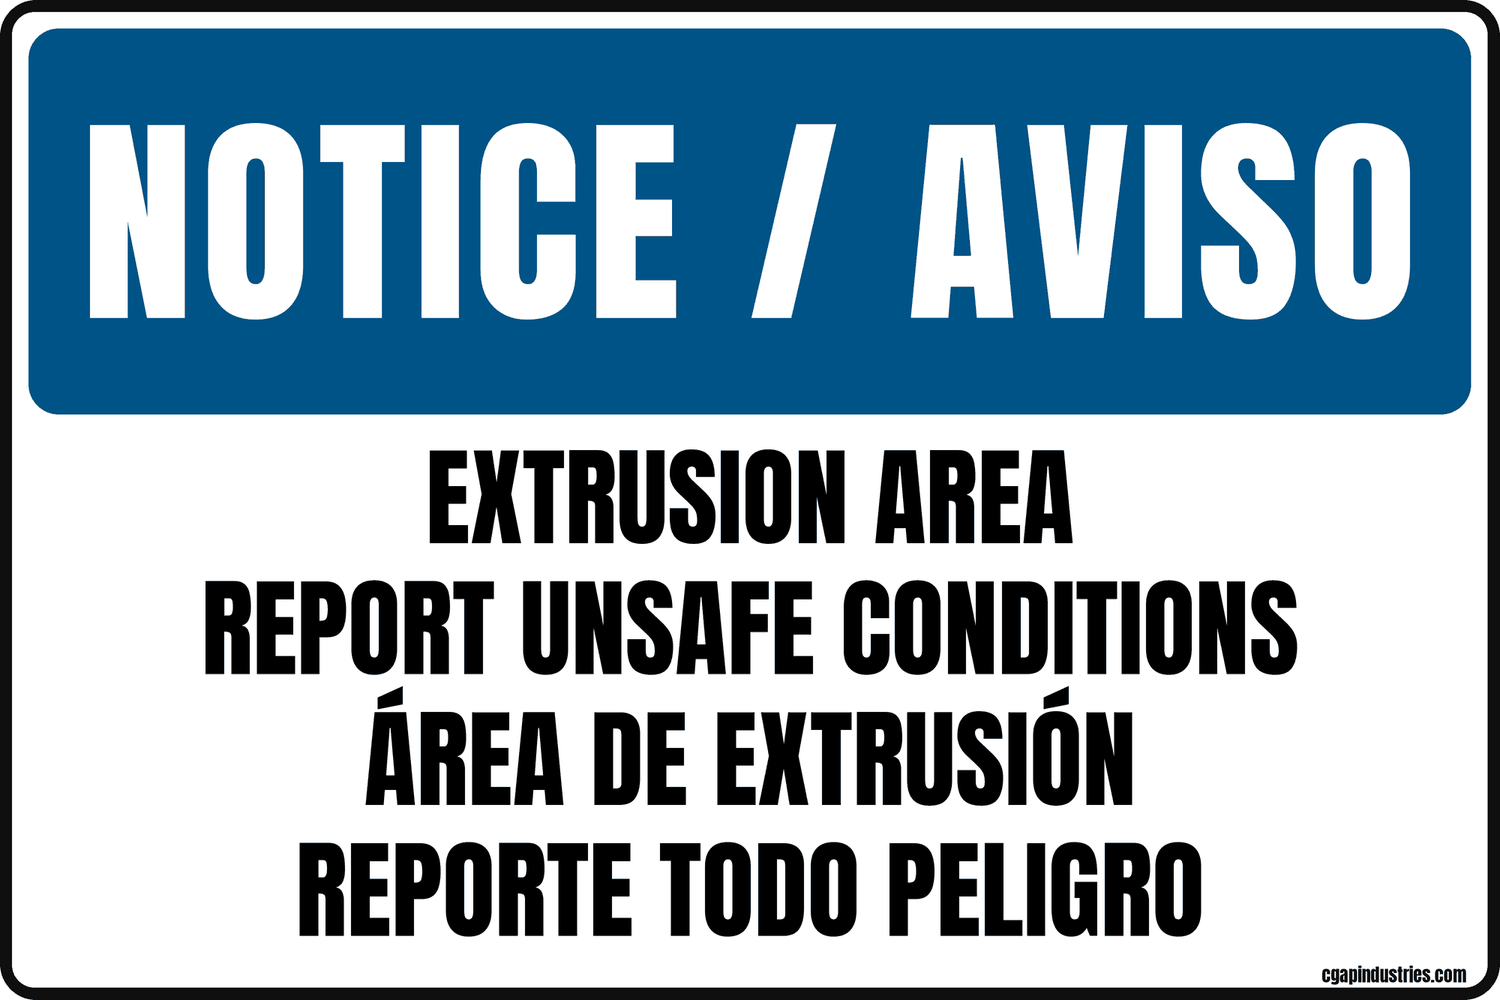 NOTICE / AVISO
EXTRUSION AREA
REPORT UNSAFE CONDITIONS
ÁREA DE EXTRUSIÓN
REPORTE TODO PELIGRO
cgapindustries.com